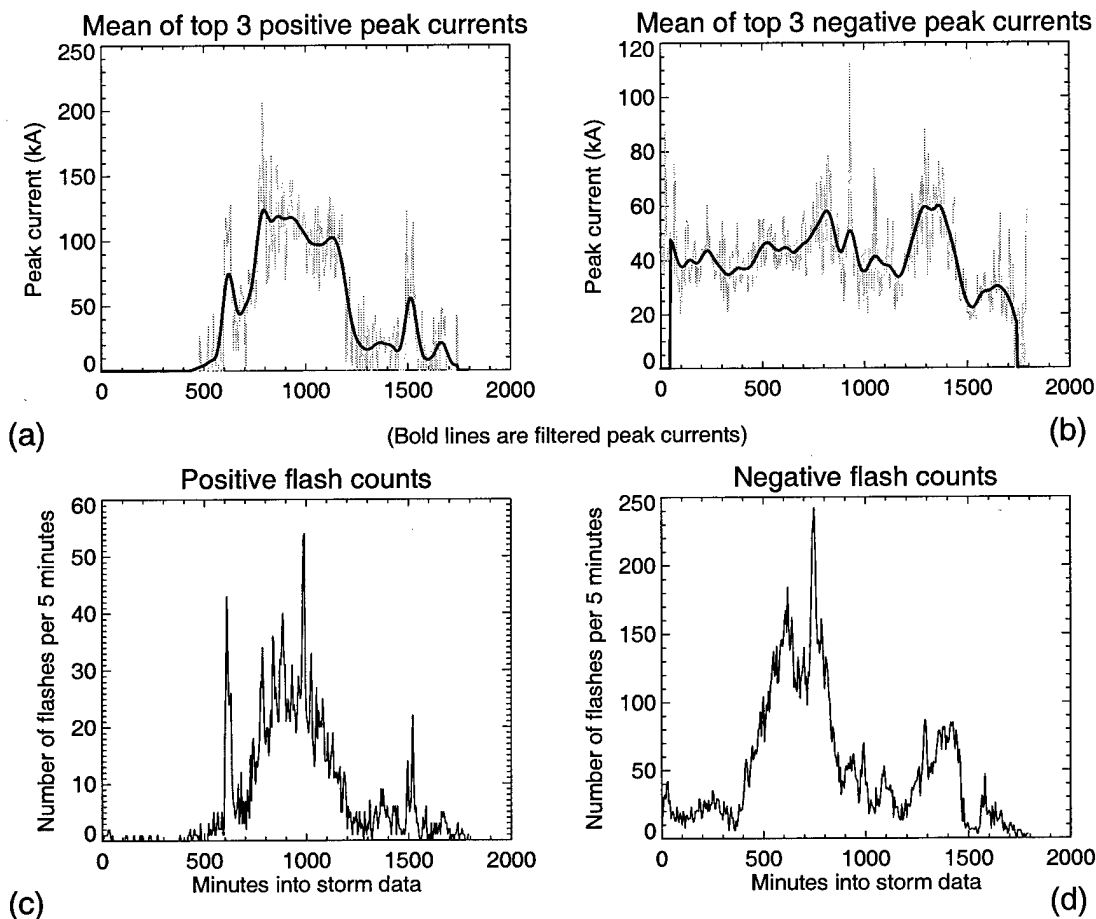 Mean of top 3 positive peak currents
Peak current (kA)
250
200
150
100
50
0
0 500 1000 1500 2000
(a)
Mean of top 3 negative peak currents
Peak current (kA)
120
100
80
60
40
20
0
0 500 1000 1500 2000
(b)
(Bold lines are filtered peak currents)
Positive flash counts
Number of flashes per 5 minutes
60
50
40
30
20
10
0
0 500 1000 1500 2000
Minutes into storm data
(c)
Negative flash counts
Number of flashes per 5 minutes
250
200
150
100
50
0
0 500 1000 1500 2000
Minutes into storm data
(d)